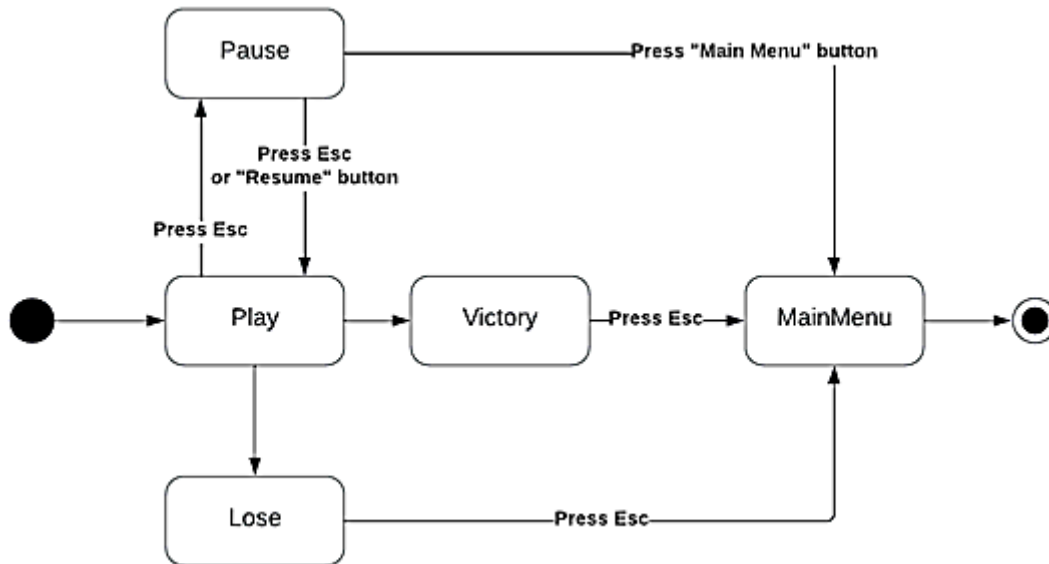 Pause
Press "Main Menu" button
Press Esc
or "Resume" button
Press Esc
Play
Victory
Press Esc
MainMenu
Lose
Press Esc